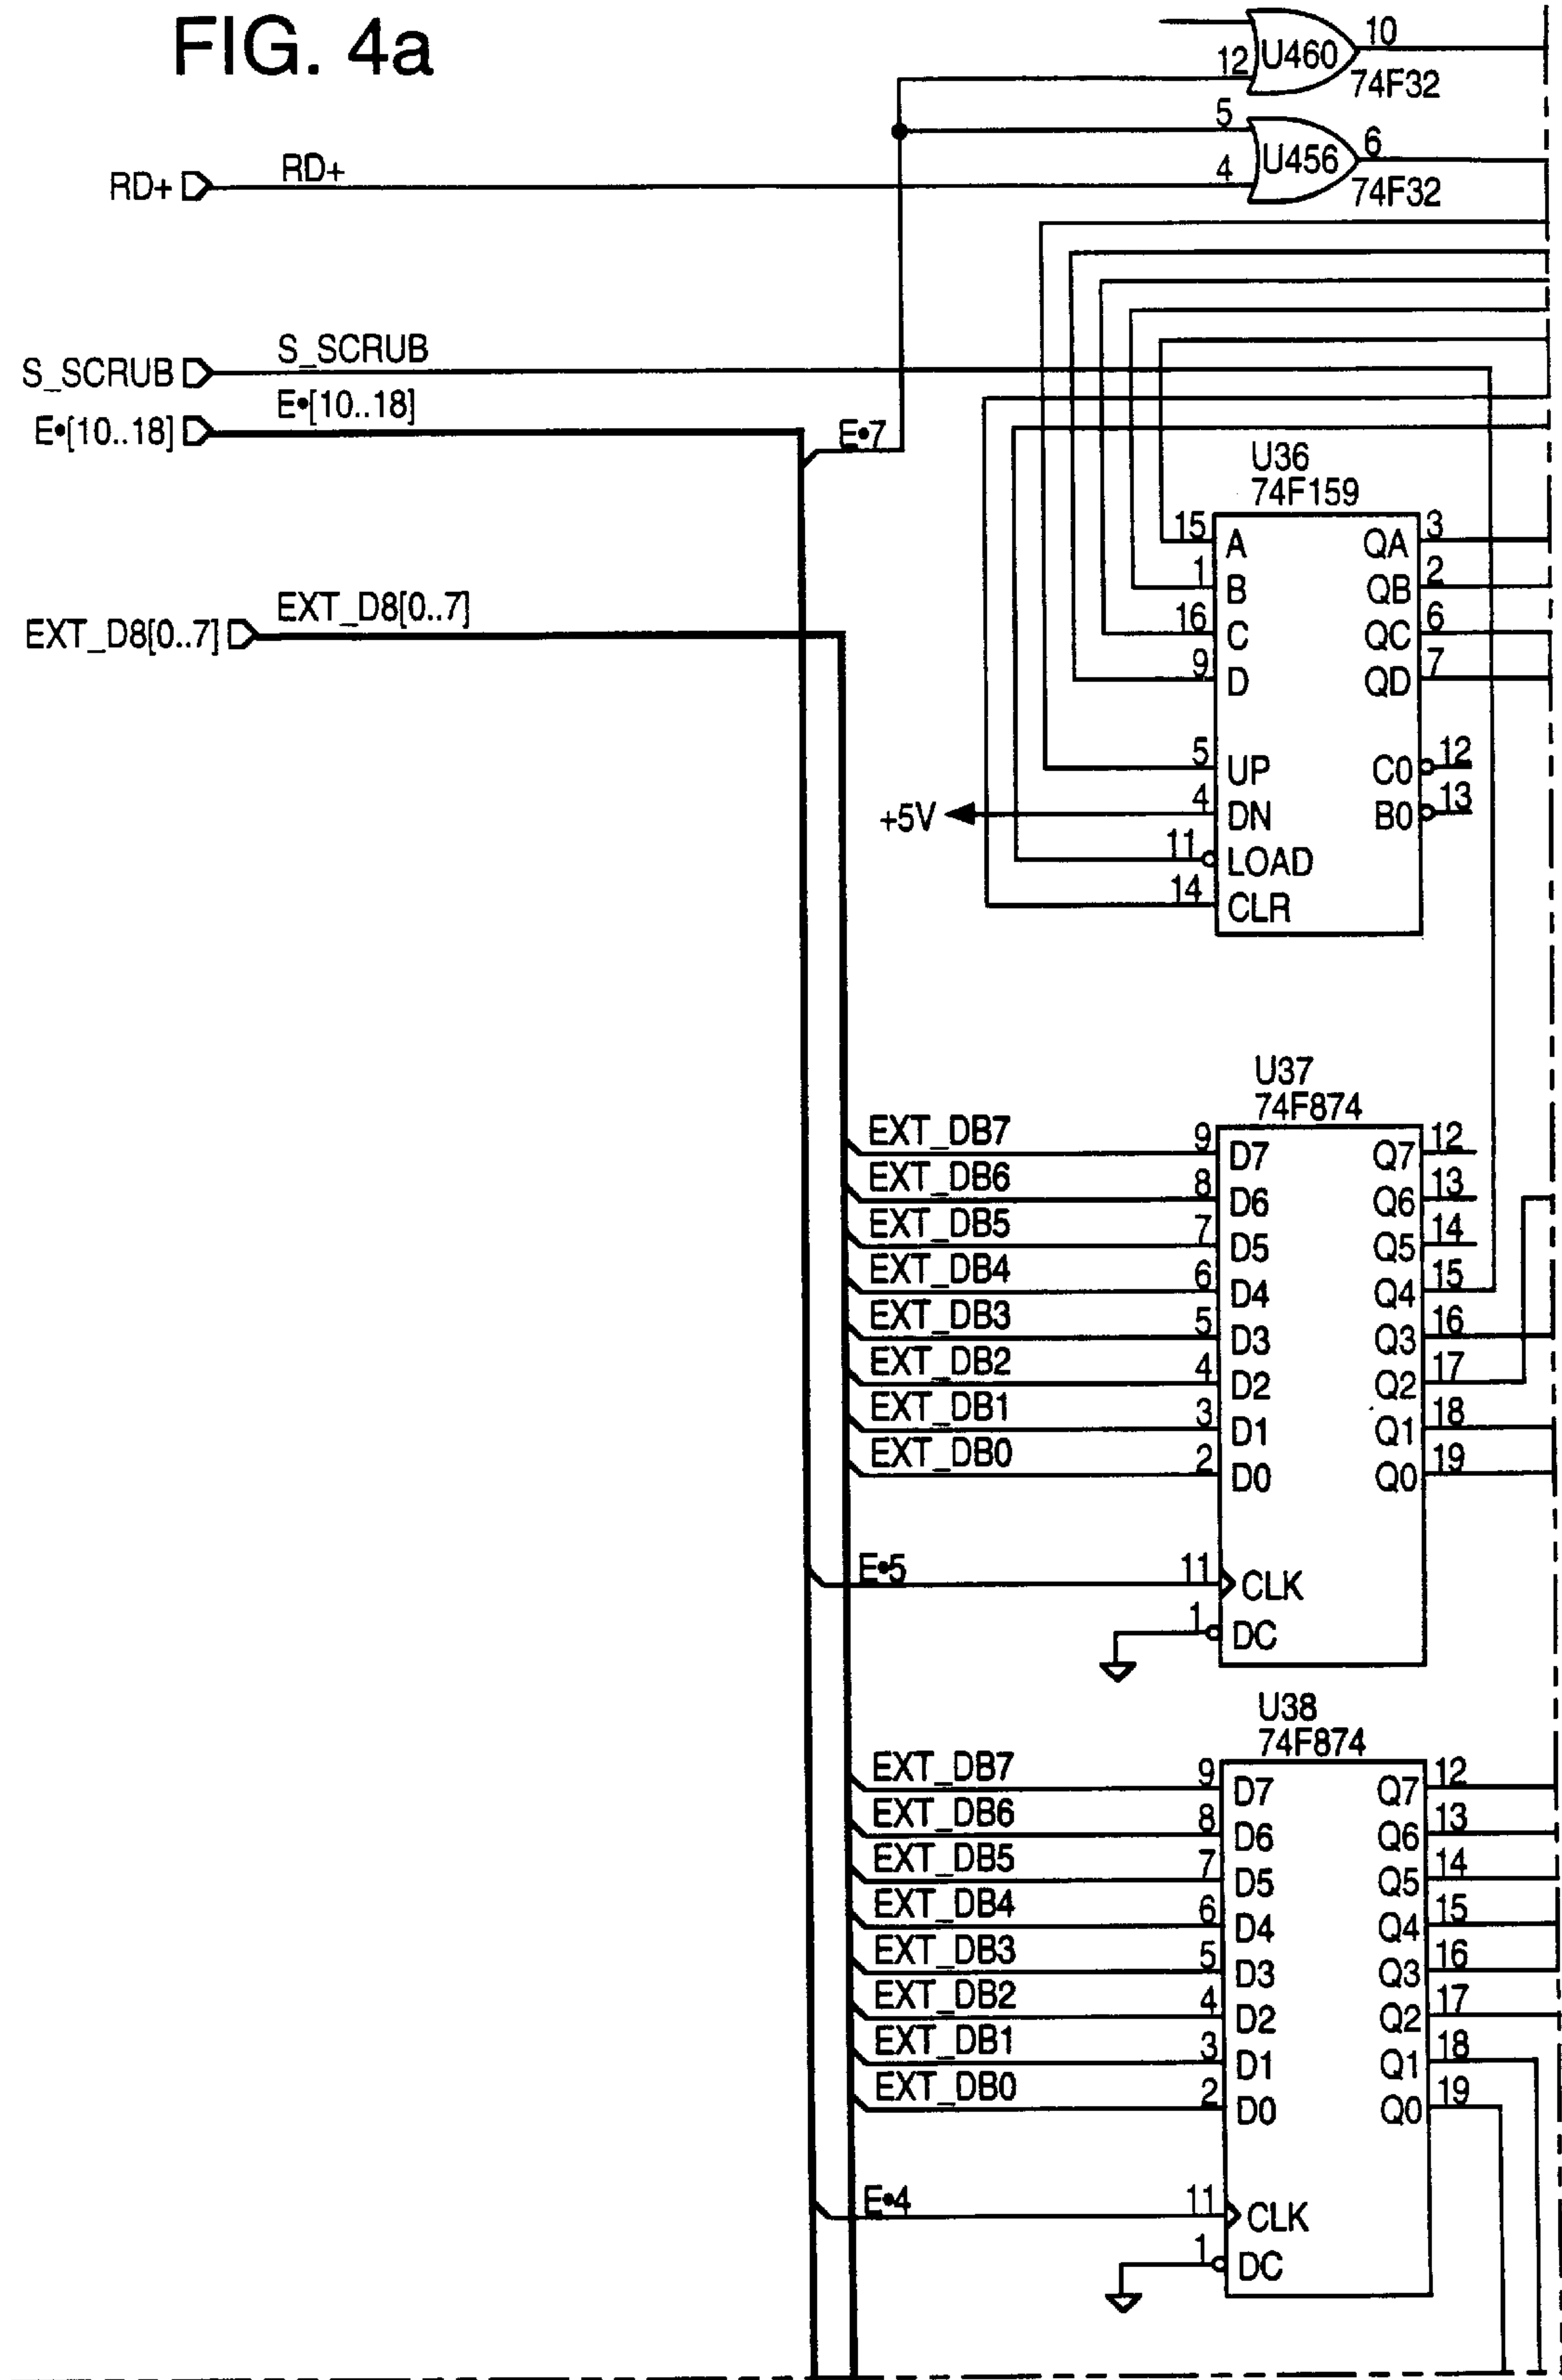 FIG. 4a
10
U460
12
74F32
5
6
U456
4
74F32
RD+ RD+
S_SCRUB S_SCRUB
E•[10..18] E•[10..18]
E•7
EXT_D8[0..7] EXT_D8[0..7]
U36
74F159
15 A QA 3
1 B QB 2
16 C QC 6
9 D QD 7
5 UP C0 12
+5V 4 DN B0 13
11 LOAD
14 CLR
U37
74F874
EXT_DB7 9 D7 Q7 12
EXT_DB6 8 D6 Q6 13
EXT_DB5 7 D5 Q5 14
EXT_DB4 6 D4 Q4 15
EXT_DB3 5 D3 Q3 16
EXT_DB2 4 D2 Q2 17
EXT_DB1 3 D1 Q1 18
EXT_DB0 2 D0 Q0 19
E•5 11 CLK
1 DC
U38
74F874
EXT_DB7 9 D7 Q7 12
EXT_DB6 8 D6 Q6 13
EXT_DB5 7 D5 Q5 14
EXT_DB4 6 D4 Q4 15
EXT_DB3 5 D3 Q3 16
EXT_DB2 4 D2 Q2 17
EXT_DB1 3 D1 Q1 18
EXT_DB0 2 D0 Q0 19
E•4 11 CLK
1 DC